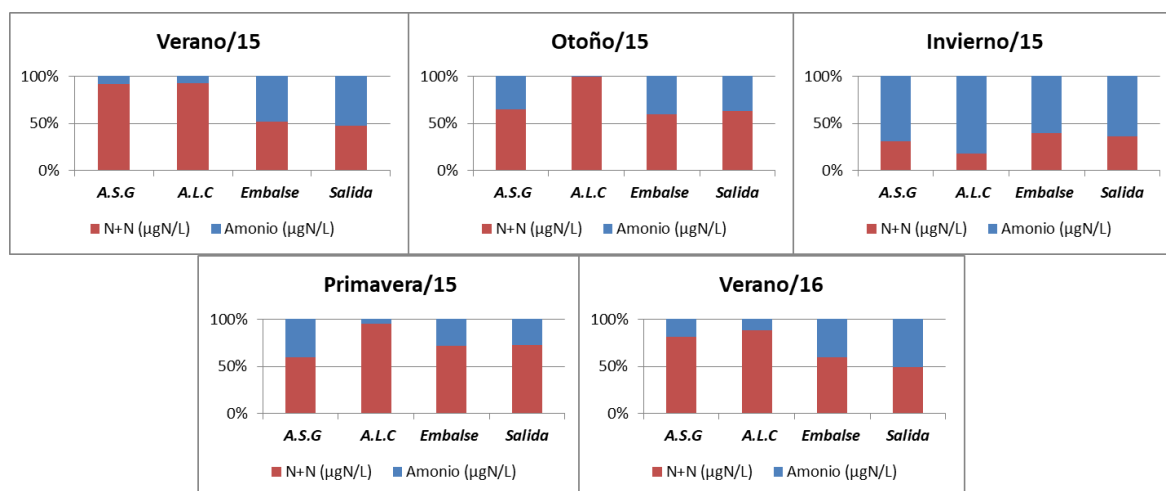 Verano/15
100%
50%
0%
A.S.G A.L.C Embalse Salida
N+N (µgN/L) Amonio (µgN/L)
Otoño/15
100%
50%
0%
A.S.G A.L.C Embalse Salida
N+N (µgN/L) Amonio (µgN/L)
Invierno/15
100%
50%
0%
A.S.G A.L.C Embalse Salida
N+N (µgN/L) Amonio (µgN/L)
Primavera/15
100%
50%
0%
A.S.G A.L.C Embalse Salida
N+N (µgN/L) Amonio (µgN/L)
Verano/16
100%
50%
0%
A.S.G A.L.C Embalse Salida
N+N (µgN/L) Amonio (µgN/L)